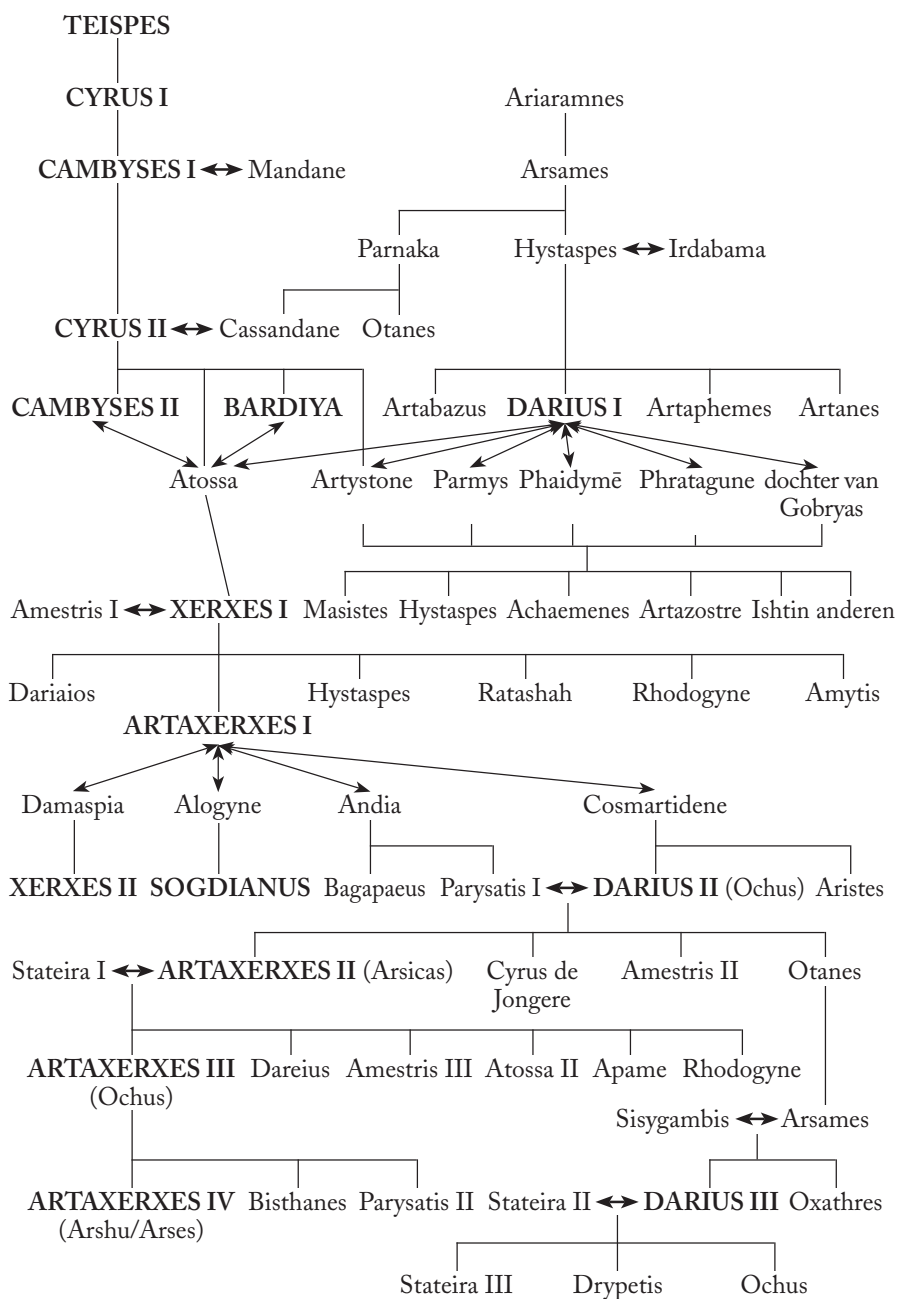 TEISPES
CYRUS I Ariaramnes
CAMBYSES I Mandane Arsames
Parnaka Hystaspes Irdabama
CYRUS II Cassandane Otanes
CAMBYSES II BARDIYA Artabazus DARIUS I Artaphemes Artanes
Atossa Artystone Parmys Phaidymē Phratagune dochter van
Gobryas
Amestris I XERXES I Masistes Hystaspes Achaemenes Artazostre Ishtin anderen
Dariaios Hystaspes Ratashah Rhodogyne Amytis
ARTAXERXES I
Damaspia Alogyne Andia Cosmartidene
XERXES II SOGDIANUS Bagapaeus Parysatis I DARIUS II (Ochus) Aristes
Stateira I ARTAXERXES II (Arsicas) Cyrus de Amestris II Otanes
Jongere
ARTAXERXES III Dareius Amestris III Atossa II Apame Rhodogyne
(Ochus)
Sisygambis Arsames
ARTAXERXES IV Bisthanes Parysatis II Stateira II DARIUS III Oxathres
(Arshu/Arses)
Stateira III Drypetis Ochus